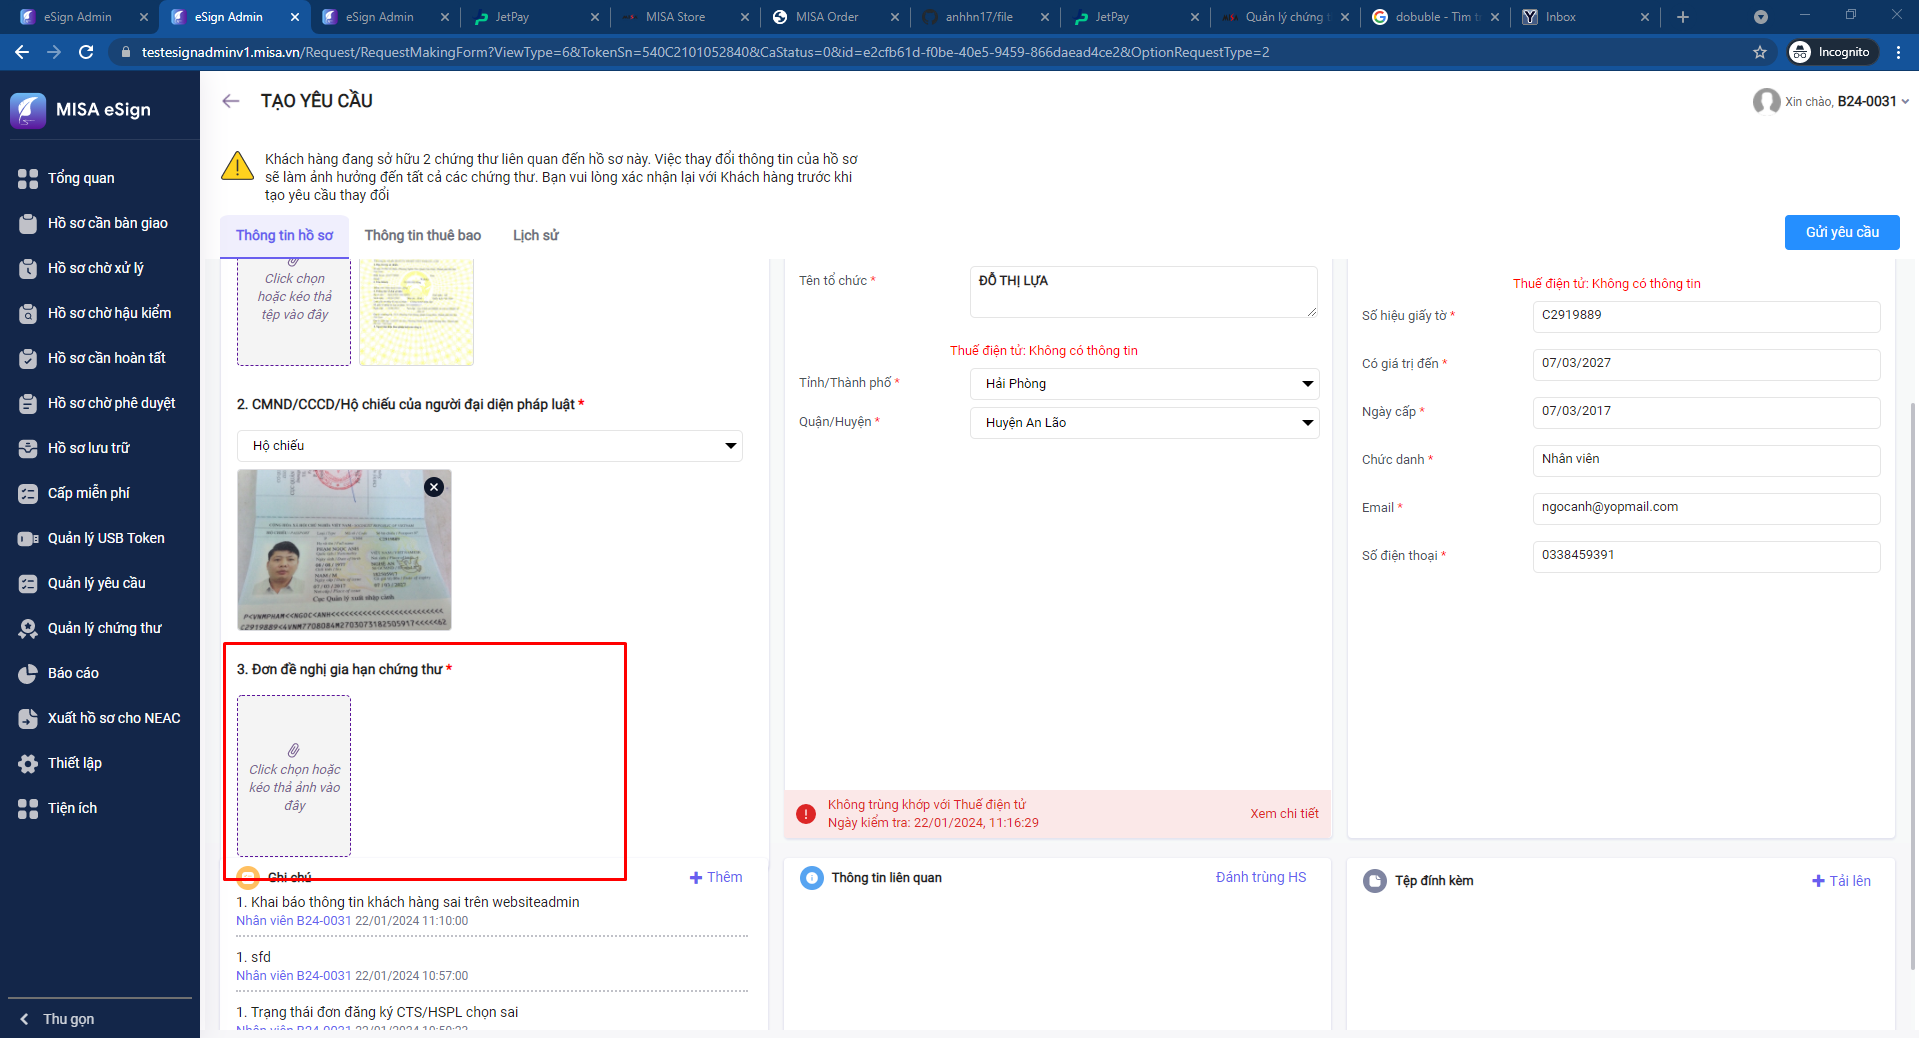 eSign Admin
eSign Admin
eSign Admin
JetPay
MISA Store
MISA Order
anhhn17/file
JetPay
Quản lý chứng t
dobuble - Tìm t
Inbox
testesignadminv1.misa.vn/Request/RequestMakingForm?ViewType=6&TokenSn=540C2101052840&CaStatus=0&id=e2cfb61d-f0be-40e5-9459-866daead4ce2&OptionRequestType=2
Incognito
MISA eSign
TẠO YÊU CẦU
Xin chào, B24-0031
Khách hàng đang sở hữu 2 chứng thư liên quan đến hồ sơ này. Việc thay đổi thông tin của hồ sơ
sẽ làm ảnh hưởng đến tất cả các chứng thư. Bạn vui lòng xác nhận lại với Khách hàng trước khi
tạo yêu cầu thay đổi
Thông tin hồ sơ
Thông tin thuê bao
Lịch sử
Gửi yêu cầu
Tổng quan
Hồ sơ cần bàn giao
Hồ sơ chờ xử lý
Hồ sơ chờ hậu kiểm
Hồ sơ cần hoàn tất
Hồ sơ chờ phê duyệt
Hồ sơ lưu trữ
Cấp miễn phí
Quản lý USB Token
Quản lý yêu cầu
Quản lý chứng thư
Báo cáo
Xuất hồ sơ cho NEAC
Thiết lập
Tiện ích
Thu gọn
Click chọn
hoặc kéo thả
tệp vào đây
2. CMND/CCCD/Hộ chiếu của người đại diện pháp luật *
Hộ chiếu
PHAM NGOC ANH
Cục Quản lý xuất nhập cảnh
P<VNMPHAM<<NGOC<ANH<<<<<<<<<<<<<<<<<<<<<<<<<
C2919889<4VNM7708084M2703073182505917<<<<<62
3. Đơn đề nghị gia hạn chứng thư *
Click chọn hoặc
kéo thả ảnh vào
đây
Tên tổ chức *
ĐỖ THỊ LỰA
Thuế điện tử: Không có thông tin
Tỉnh/Thành phố *
Hải Phòng
Quận/Huyện *
Huyện An Lão
Không trùng khớp với Thuế điện tử
Ngày kiểm tra: 22/01/2024, 11:16:29
Xem chi tiết
Thuế điện tử: Không có thông tin
Số hiệu giấy tờ *
C2919889
Có giá trị đến *
07/03/2027
Ngày cấp *
07/03/2017
Chức danh *
Nhân viên
Email *
ngocanh@yopmail.com
Số điện thoại *
0338459391
Ghi chú
Thêm
1. Khai báo thông tin khách hàng sai trên websiteadmin
Nhân viên B24-0031 22/01/2024 11:10:00
1. sfd
Nhân viên B24-0031 22/01/2024 10:57:00
1. Trạng thái đơn đăng ký CTS/HSPL chọn sai
Thông tin liên quan
Đánh trùng HS
Tệp đính kèm
Tải lên